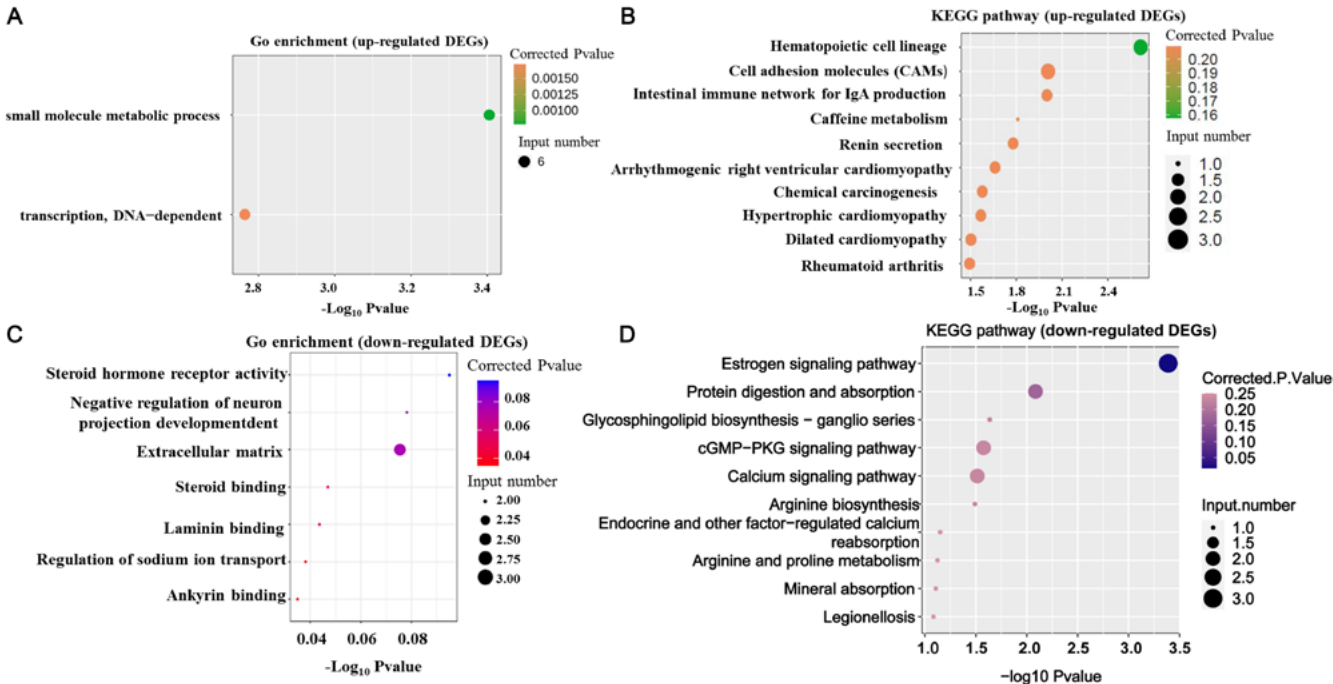 A
Go enrichment (up-regulated DEGs)
small molecule metabolic process
transcription, DNA-dependent
2.8 3.0 3.2 3.4
-Log10 Pvalue
Corrected Pvalue
0.00150
0.00125
0.00100
Input number
6
B
KEGG pathway (up-regulated DEGs)
Hematopoietic cell lineage
Cell adhesion molecules (CAMs)
Intestinal immune network for IgA production
Caffeine metabolism
Renin secretion
Arrhythmogenic right ventricular cardiomyopathy
Chemical carcinogenesis
Hypertrophic cardiomyopathy
Dilated cardiomyopathy
Rheumatoid arthritis
1.5 1.8 2.1 2.4
-Log10 Pvalue
Corrected Pvalue
0.20
0.19
0.18
0.17
0.16
Input number
1.0
1.5
2.0
2.5
3.0
C
Go enrichment (down-regulated DEGs)
Steroid hormone receptor activity
Negative regulation of neuron
projection developmentdent
Extracellular matrix
Steroid binding
Laminin binding
Regulation of sodium ion transport
Ankyrin binding
0.04 0.06 0.08
-Log10 Pvalue
Corrected Pvalue
0.08
0.06
0.04
Input number
2.00
2.25
2.50
2.75
3.00
D
KEGG pathway (down-regulated DEGs)
Estrogen signaling pathway
Protein digestion and absorption
Glycosphingolipid biosynthesis − ganglio series
cGMP−PKG signaling pathway
Calcium signaling pathway
Arginine biosynthesis
Endocrine and other factor−regulated calcium
reabsorption
Arginine and proline metabolism
Mineral absorption
Legionellosis
1.0 1.5 2.0 2.5 3.0 3.5
−log10 Pvalue
Corrected.P.Value
0.25
0.20
0.15
0.10
0.05
Input.number
1.0
1.5
2.0
2.5
3.0